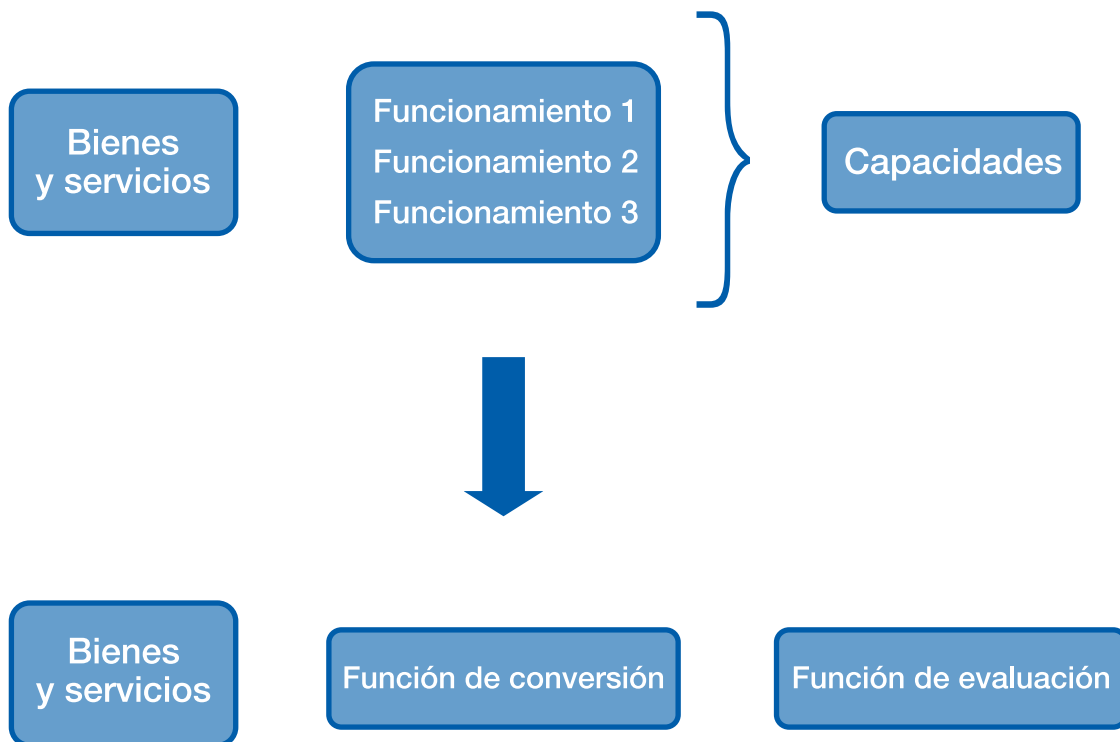 Bienes
y servicios
Funcionamiento 1
Funcionamiento 2
Funcionamiento 3
Capacidades
Bienes
y servicios
Función de conversión
Función de evaluación